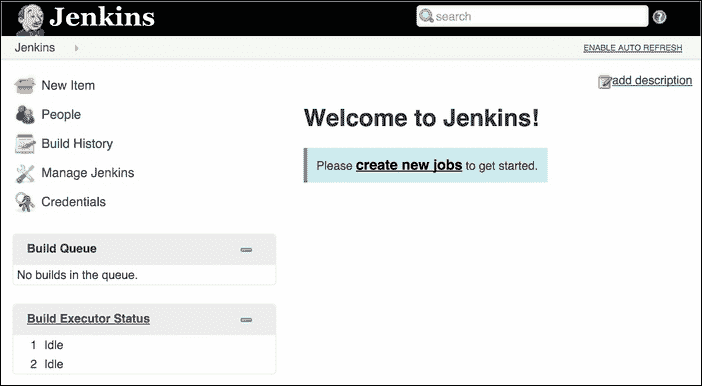 Jenkins
search
Jenkins
ENABLE AUTO REFRESH
New Item
People
Build History
Manage Jenkins
Credentials
Build Queue
No builds in the queue.
Build Executor Status
1 Idle
2 Idle
add description
Welcome to Jenkins!
Please create new jobs to get started.